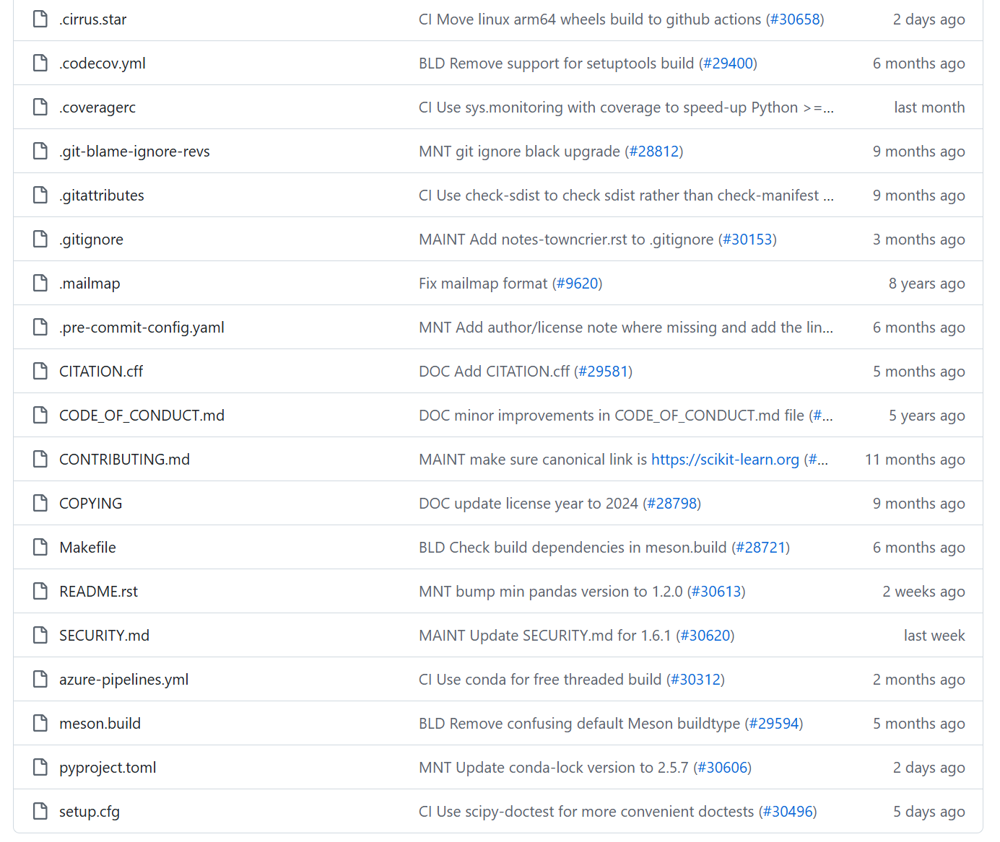 .cirrus.star CI Move linux arm64 wheels build to github actions (#30658) 2 days ago
.codecov.yml BLD Remove support for setuptools build (#29400) 6 months ago
.coveragerc CI Use sys.monitoring with coverage to speed-up Python >=... last month
.git-blame-ignore-revs MNT git ignore black upgrade (#28812) 9 months ago
.gitattributes CI Use check-sdist to check sdist rather than check-manifest ... 9 months ago
.gitignore MAINT Add notes-towncrier.rst to .gitignore (#30153) 3 months ago
.mailmap Fix mailmap format (#9620) 8 years ago
.pre-commit-config.yaml MNT Add author/license note where missing and add the lin... 6 months ago
CITATION.cff DOC Add CITATION.cff (#29581) 5 months ago
CODE_OF_CONDUCT.md DOC minor improvements in CODE_OF_CONDUCT.md file (#... 5 years ago
CONTRIBUTING.md MAINT make sure canonical link is https://scikit-learn.org (#... 11 months ago
COPYING DOC update license year to 2024 (#28798) 9 months ago
Makefile BLD Check build dependencies in meson.build (#28721) 6 months ago
README.rst MNT bump min pandas version to 1.2.0 (#30613) 2 weeks ago
SECURITY.md MAINT Update SECURITY.md for 1.6.1 (#30620) last week
azure-pipelines.yml CI Use conda for free threaded build (#30312) 2 months ago
meson.build BLD Remove confusing default Meson buildtype (#29594) 5 months ago
pyproject.toml MNT Update conda-lock version to 2.5.7 (#30606) 2 days ago
setup.cfg CI Use scipy-doctest for more convenient doctests (#30496) 5 days ago